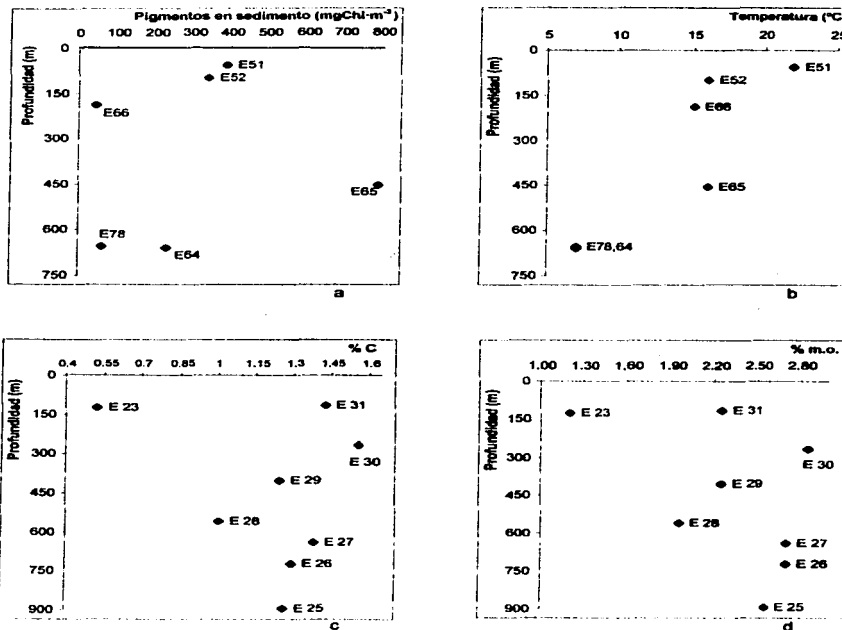 Pigmentos en sedimento (mgChl·m⁻³)
0 100 200 300 400 500 600 700 800
Profundidad (m)
0
150
300
450
600
750
E51
E52
E66
E65
E78
E64
a
Temperatura (ºC
5 10 15 20 25
Profundidad (m)
0
150
300
450
600
750
E51
E52
E66
E65
E78,64
b
% C
0.4 0.55 0.7 0.85 1 1.15 1.3 1.45 1.6
Profundidad (m)
0
150
300
450
600
750
900
E 23
E 31
E 30
E 29
E 28
E 27
E 26
E 25
c
% m.o.
1.00 1.30 1.60 1.90 2.20 2.50 2.80
Profundidad (m)
0
150
300
450
600
750
900
E 23
E 31
E 30
E 29
E 28
E 27
E 26
E 25
d